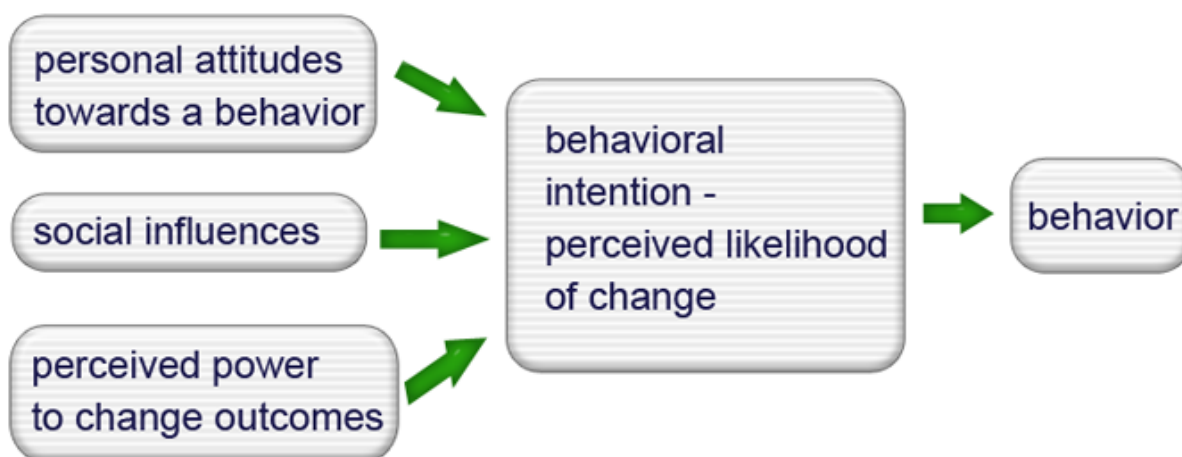 personal attitudes
towards a behavior
social influences
perceived power
to change outcomes
behavioral
intention -
perceived likelihood
of change
behavior